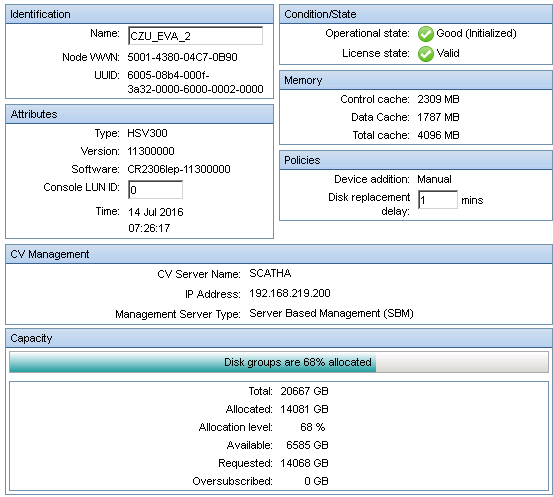 Identification
Name: CZU_EVA_2
Node WWN: 5001-4380-04C7-0B90
UUID: 6005-08b4-000f-
3a32-0000-6000-0002-0000
Attributes
Type: HSV300
Version: 11300000
Software: CR2306lep-11300000
Console LUN ID: 0
Time: 14 Jul 2016
07:26:17
Condition/State
Operational state: Good (Initialized)
License state: Valid
Memory
Control cache: 2309 MB
Data Cache: 1787 MB
Total cache: 4096 MB
Policies
Device addition: Manual
Disk replacement
delay: 1 mins
CV Management
CV Server Name: SCATHA
IP Address: 192.168.219.200
Management Server Type: Server Based Management (SBM)
Capacity
Disk groups are 68% allocated
Total: 20667 GB
Allocated: 14081 GB
Allocation level: 68 %
Available: 6585 GB
Requested: 14068 GB
Oversubscribed: 0 GB